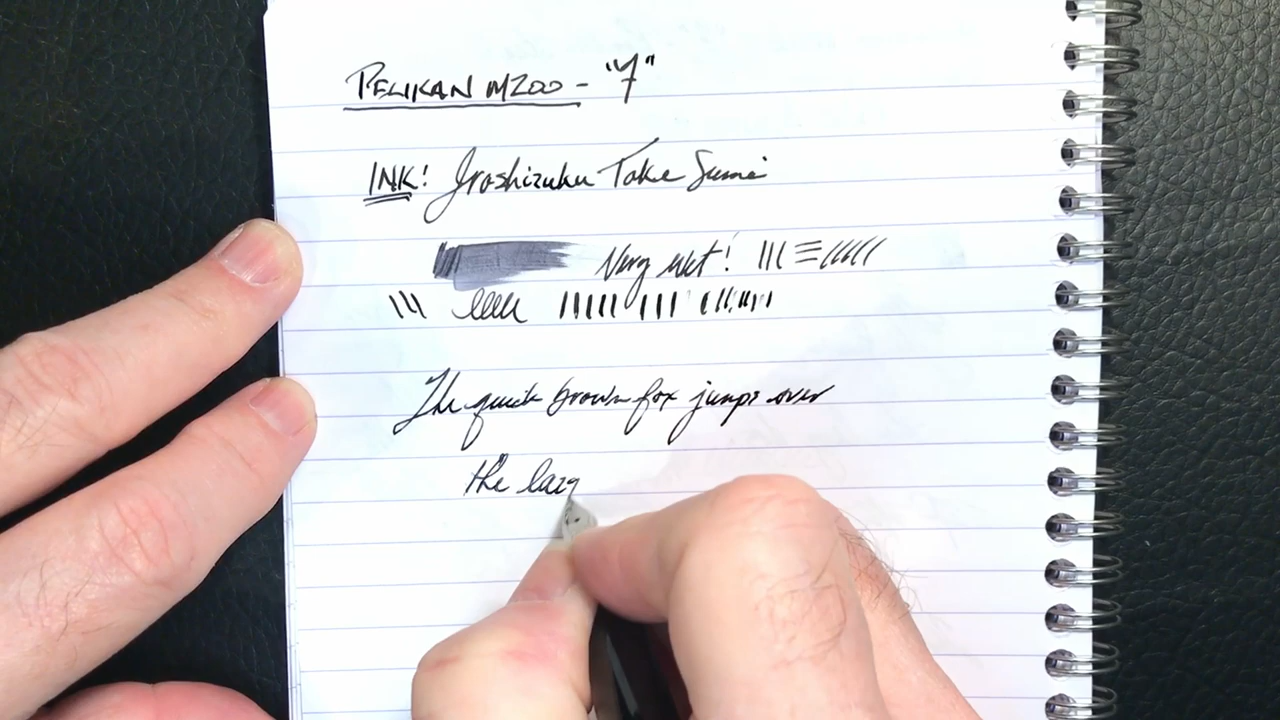 PELIKAN M200 - "7"
INK! Iroshizuku Take Sumi
Very wet!
The quick brown fox jumps over
the lazy